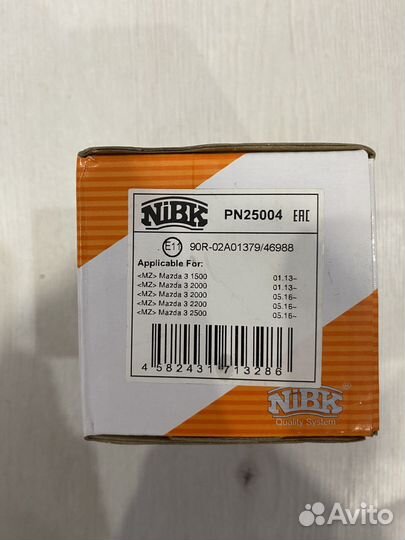 NiBK PN25004 EAC
E11 90R-02A01379/46988
Applicable For:
<MZ> Mazda 3 1500 01.13~
<MZ> Mazda 3 2000 01.13~
<MZ> Mazda 3 2000 05.16~
<MZ> Mazda 3 2200 05.16~
<MZ> Mazda 3 2500 05.16~
4 582431 713286
NiBK ®
Quality System
Avito